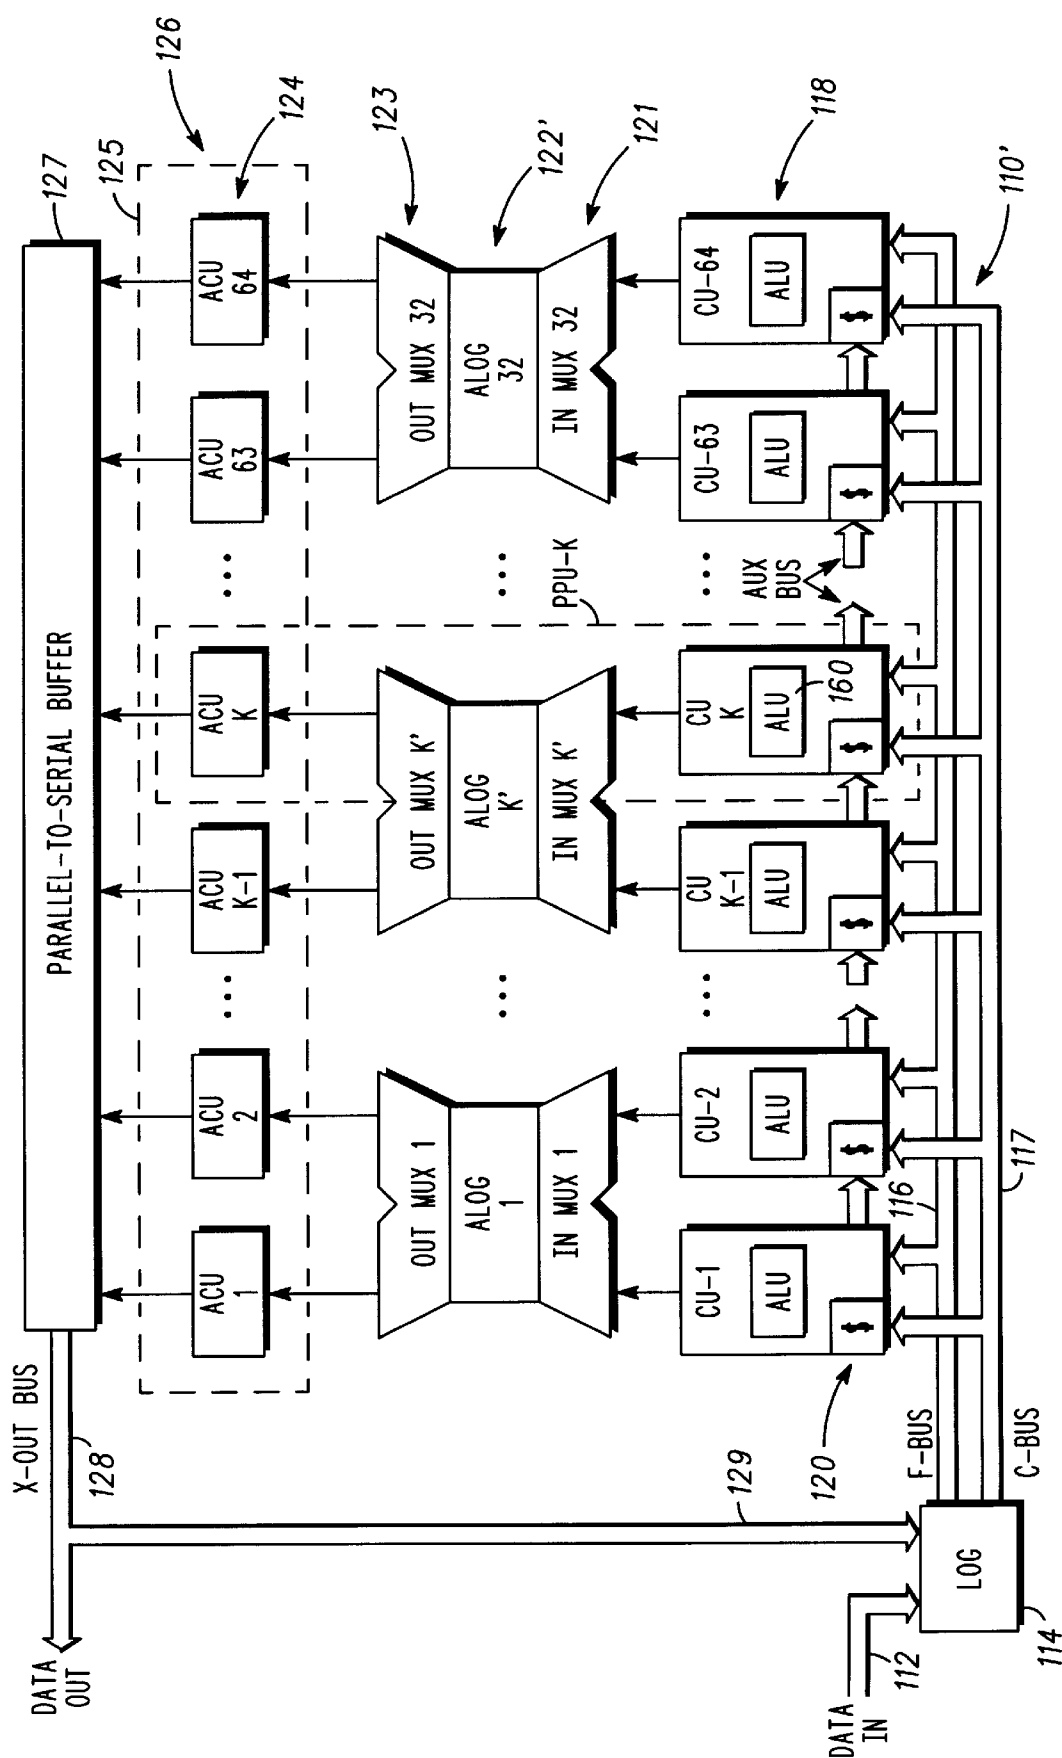 126
125
127
124
123
122'
121
118
110'
PARALLEL-TO-SERIAL BUFFER
X-OUT BUS
128
DATA
OUT
ACU
1
ACU
2
...
ACU
K-1
ACU
K
...
ACU
63
ACU
64
OUT MUX 1
ALOG
1
IN MUX 1
...
OUT MUX K'
ALOG
K'
IN MUX K'
...
PPU-K
OUT MUX 32
ALOG
32
IN MUX 32
CU-1
ALU
$
CU-2
ALU
$
...
CU
K-1
ALU
$
CU
K
ALU
$
160
...
AUX
BUS
CU-63
ALU
$
CU-64
ALU
$
120
129
116
117
F-BUS
C-BUS
LOG
114
112
DATA
IN